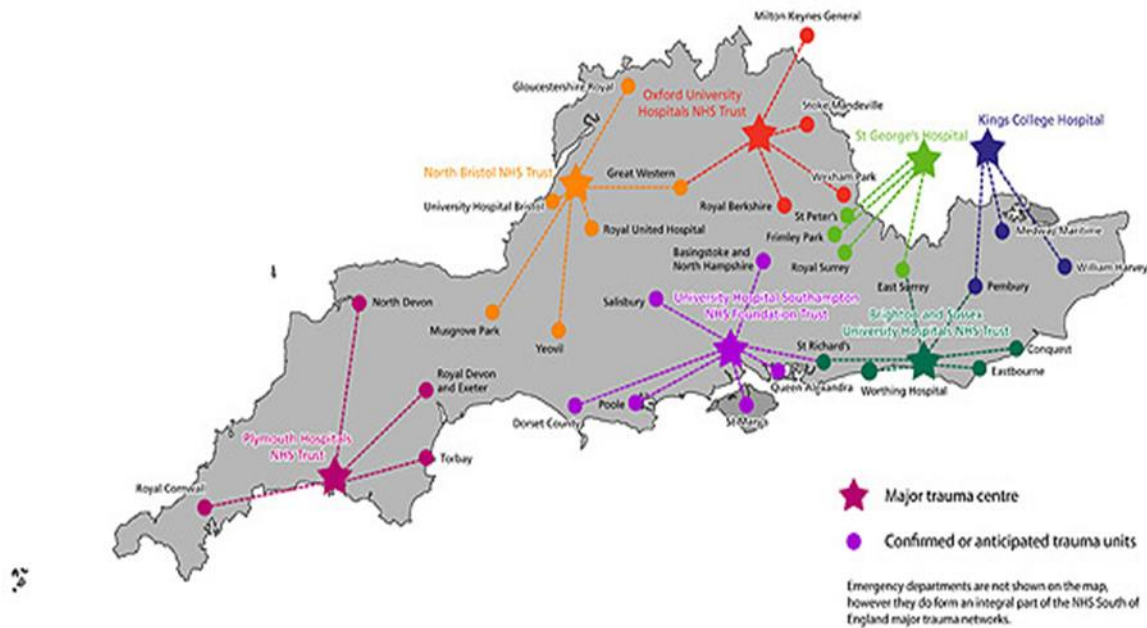 Milton Keynes General
Gloucestershire Royal
Oxford University
Hospitals NHS Trust
Stoke Mandeville
St George's Hospital
Kings College Hospital
North Bristol NHS Trust
Great Western
Wexham Park
University Hospital Bristol
Royal Berkshire
St Peter's
Royal United Hospital
Frimley Park
Medway Maritime
Basingstoke and
North Hampshire
Royal Surrey
William Harvey
East Surrey
Pembury
North Devon
Salisbury
University Hospital Southampton
NHS Foundation Trust
Brighton and Sussex
University Hospitals NHS Trust
Musgrove Park
Yeovil
St Richard's
Conquest
Eastbourne
Royal Devon
and Exeter
Queen Alexandra
Worthing Hospital
Poole
Dorset County
St Marys
Plymouth Hospitals
NHS Trust
Torbay
Royal Cornwall
Major trauma centre
Confirmed or anticipated trauma units
Emergency departments are not shown on the map,
however they do form an integral part of the NHS South of
England major trauma networks.